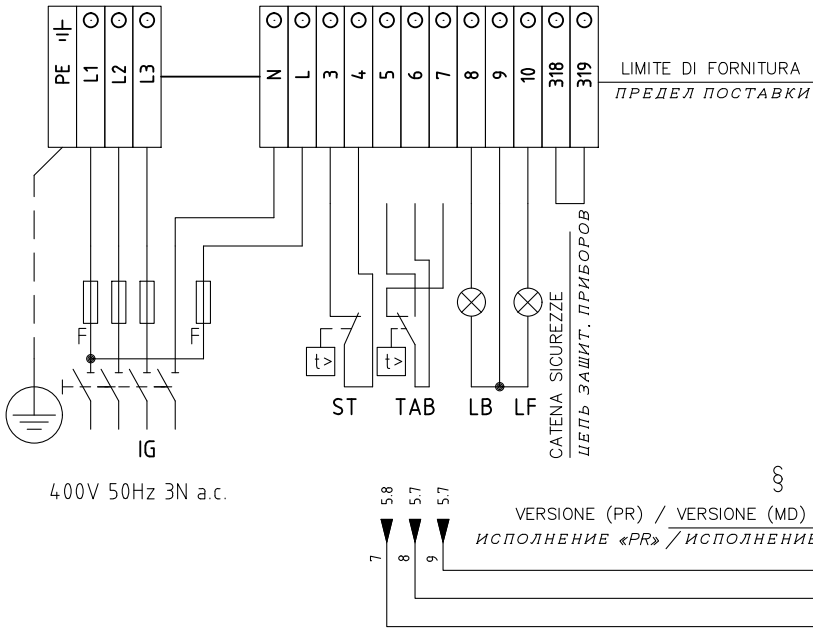 PE L1 L2 L3
N L 3 4 5 6 7 8 9 10 318 319
LIMITE DI FORNITURA
ПРЕДЕЛ ПОСТАВКИ
F F
t> t>
ST TAB LB LF
CATENA SICUREZZE
ЦЕПЬ ЗАЩИТ. ПРИБОРОВ
IG
400V 50Hz 3N a.c.
§
5.8 5.7 5.7
7 8 9
VERSIONE (PR) / VERSIONE (MD)
ИСПОЛНЕНИЕ «PR» / ИСПОЛНЕНИЕ